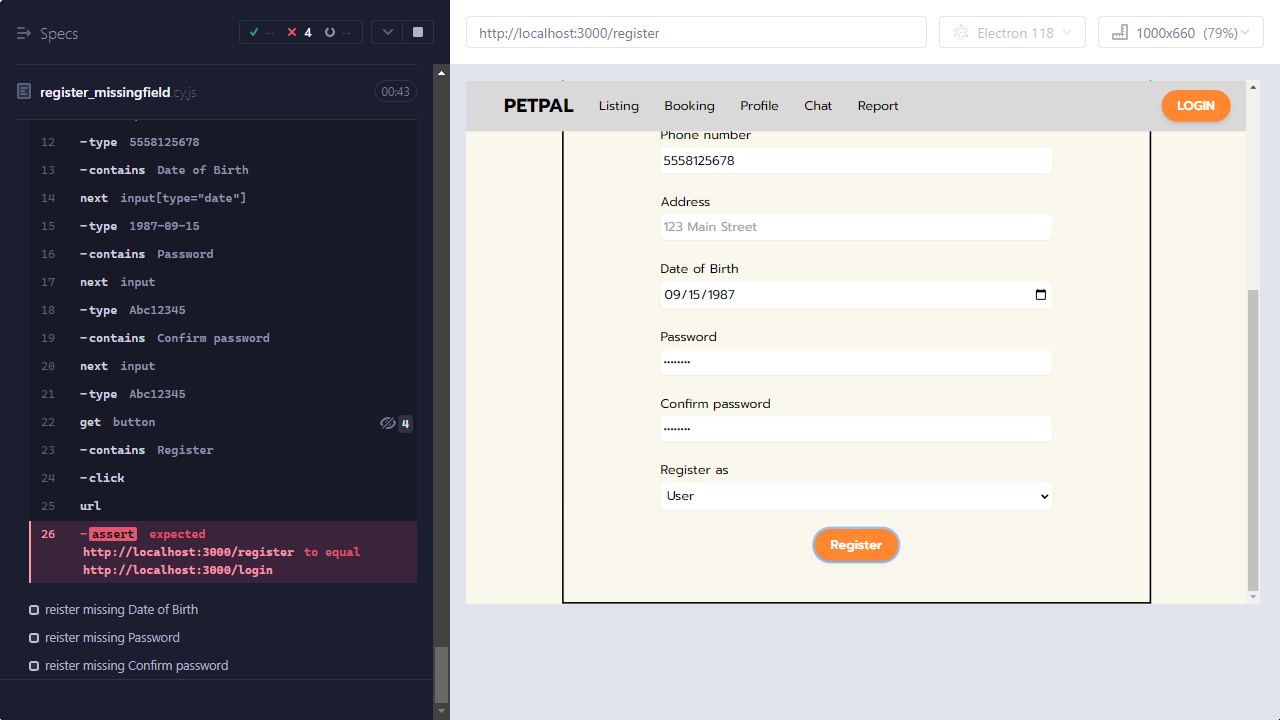 Specs
-- 4 --
register_missingfield.cy.js 00:43
12 -type 5558125678
13 -contains Date of Birth
14 next input[type="date"]
15 -type 1987-09-15
16 -contains Password
17 next input
18 -type Abc12345
19 -contains Confirm password
20 next input
21 -type Abc12345
22 get button 4
23 -contains Register
24 -click
25 url
26 -assert expected
http://localhost:3000/register to equal
http://localhost:3000/login
reister missing Date of Birth
reister missing Password
reister missing Confirm password
http://localhost:3000/register
Electron 118
1000x660 (79%)
PETPAL Listing Booking Profile Chat Report LOGIN
Phone number
5558125678
Address
123 Main Street
Date of Birth
09/15/1987
Password
••••••••
Confirm password
••••••••
Register as
User
Register